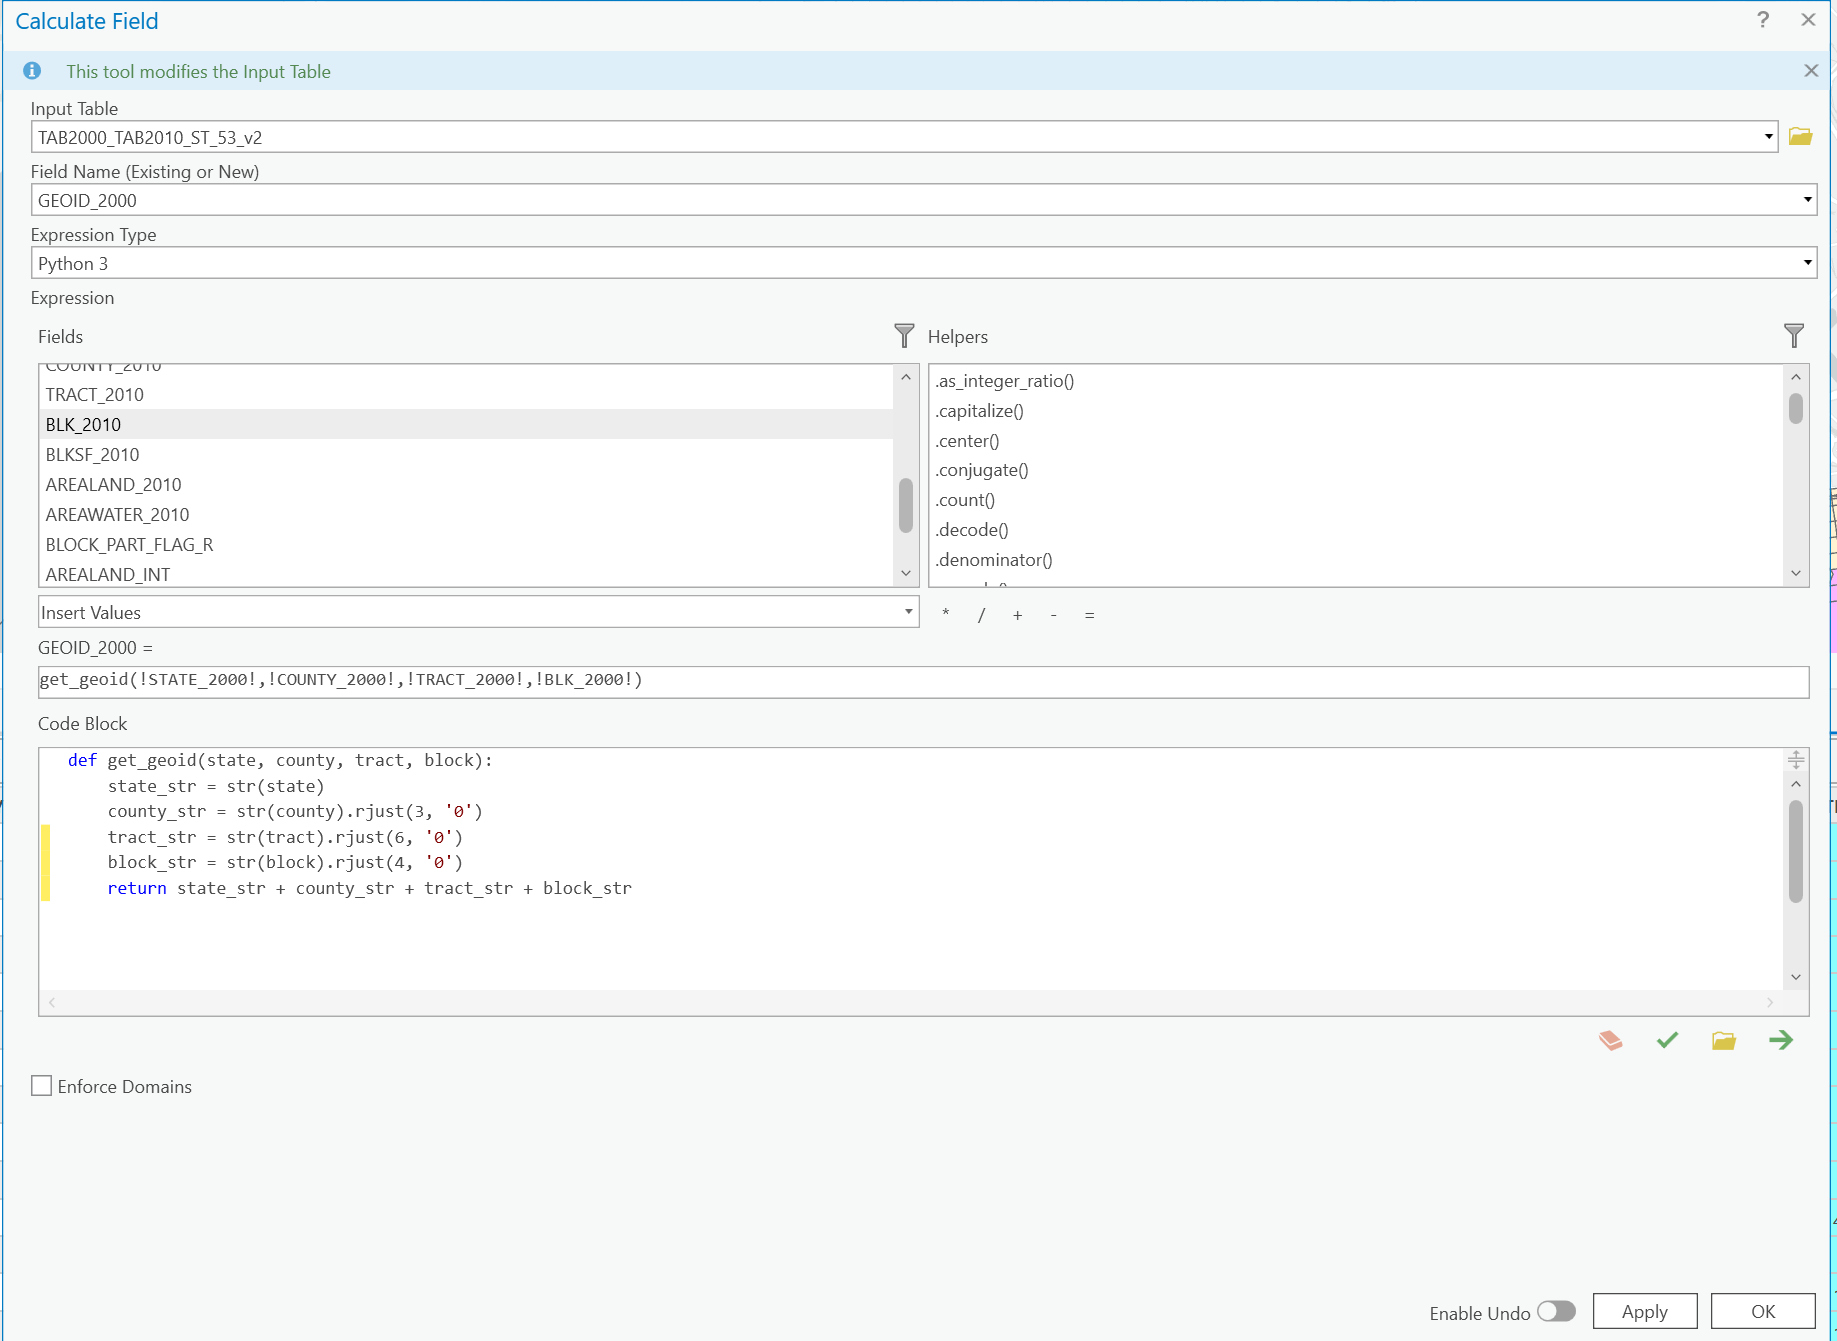 Calculate Field
?
This tool modifies the Input Table
Input Table
TAB2000_TAB2010_ST_53_v2
Field Name (Existing or New)
GEOID_2000
Expression Type
Python 3
Expression
Fields
Helpers
COUNTY_2010
TRACT_2010
BLK_2010
BLKSF_2010
AREALAND_2010
AREAWATER_2010
BLOCK_PART_FLAG_R
AREALAND_INT
.as_integer_ratio()
.capitalize()
.center()
.conjugate()
.count()
.decode()
.denominator()
Insert Values
* / + - =
GEOID_2000 =
get_geoid(!STATE_2000!,!COUNTY_2000!,!TRACT_2000!,!BLK_2000!)
Code Block
def get_geoid(state, county, tract, block):
    state_str = str(state)
    county_str = str(county).rjust(3, '0')
    tract_str = str(tract).rjust(6, '0')
    block_str = str(block).rjust(4, '0')
    return state_str + county_str + tract_str + block_str
Enforce Domains
Enable Undo
Apply
OK